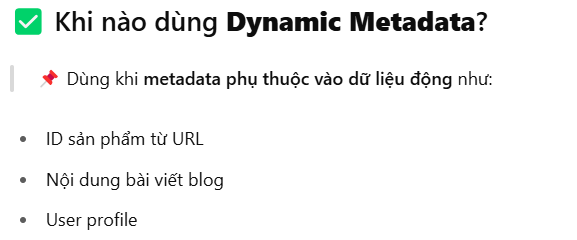 ✅ Khi nào dùng Dynamic Metadata?
📌 Dùng khi metadata phụ thuộc vào dữ liệu động như:
• ID sản phẩm từ URL
• Nội dung bài viết blog
• User profile